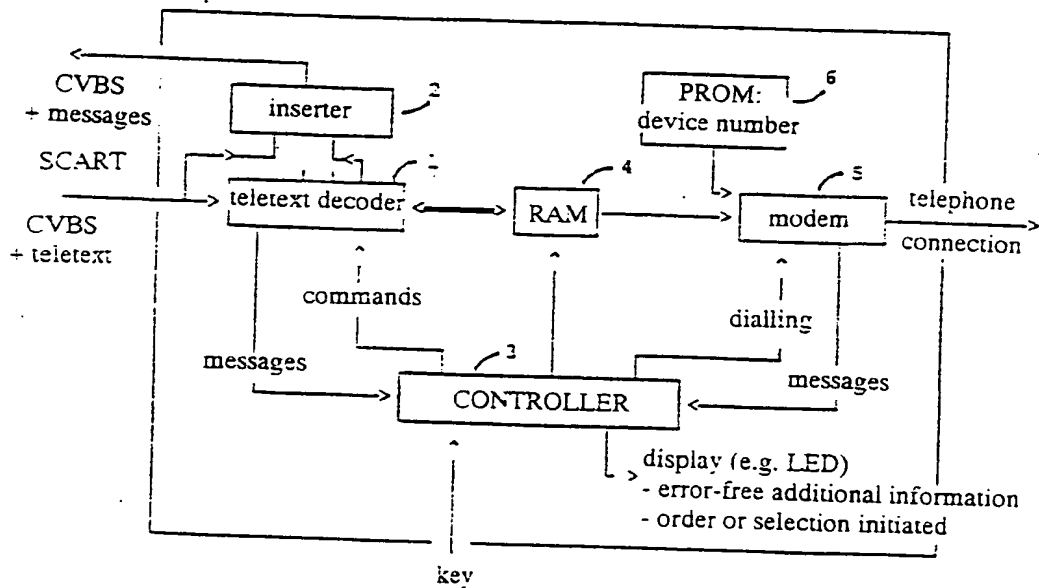 CVBS
+ messages
SCART
CVBS
+ teletext
2
inserter
1
teletext decoder
4
RAM
PROM:
device number
6
5
modem
telephone
connection
commands
dialling
messages
3
CONTROLLER
messages
display (e.g. LED)
- error-free additional information
- order or selection initiated
key